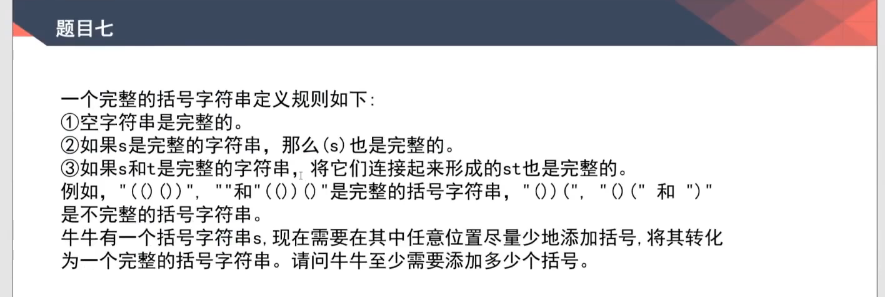 题目七
一个完整的括号字符串定义规则如下:
①空字符串是完整的。
②如果s是完整的字符串，那么(s)也是完整的。
③如果s和t是完整的字符串，将它们连接起来形成的st也是完整的。
例如，"(()())", ""和"(())()"是完整的括号字符串，"())(", "()(" 和 ")"
是不完整的括号字符串。
牛牛有一个括号字符串s,现在需要在其中任意位置尽量少地添加括号,将其转化
为一个完整的括号字符串。请问牛牛至少需要添加多少个括号。